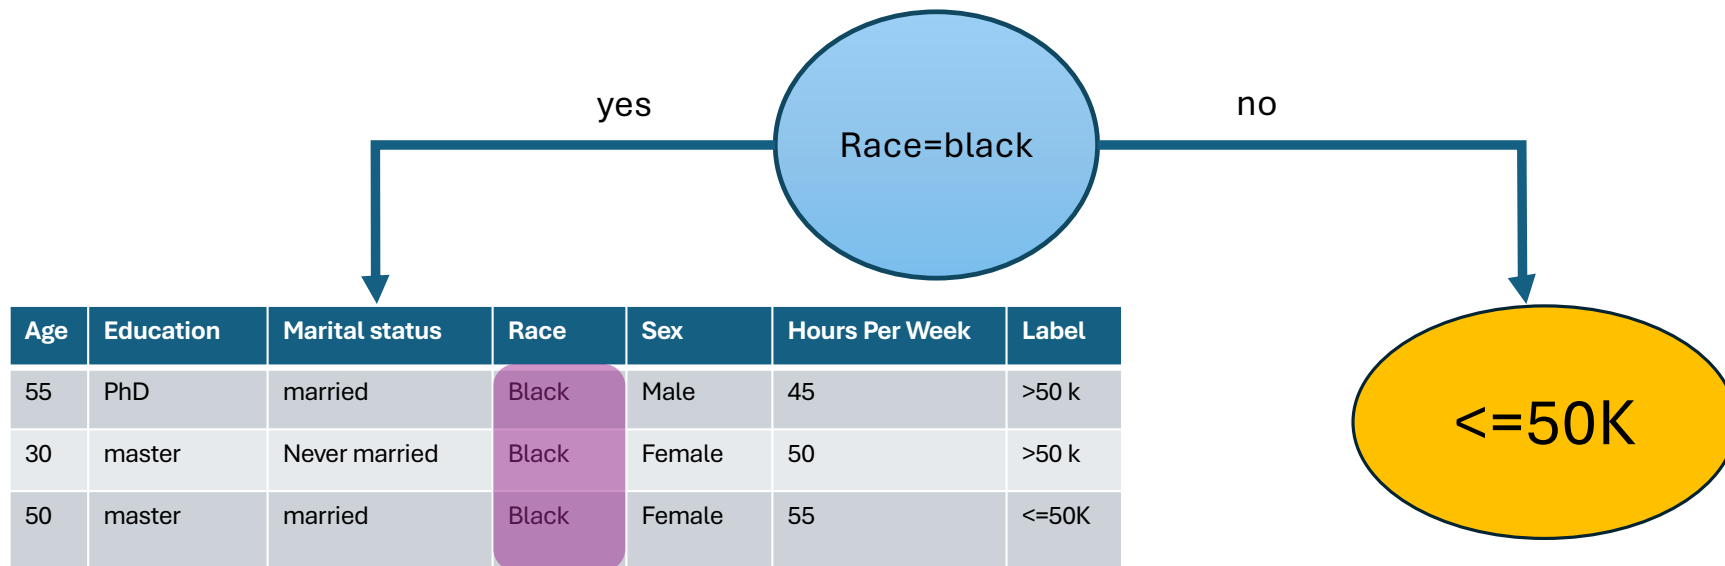 yes
Race=black
no
Age Education Marital status Race Sex Hours Per Week Label
55 PhD married Black Male 45 >50 k
30 master Never married Black Female 50 >50 k
50 master married Black Female 55 <=50K
<=50K